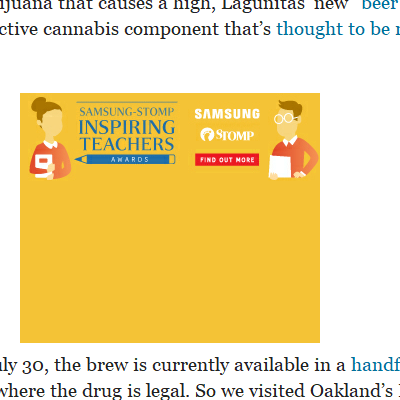 ijuana that causes a high, Lagunitas' new "beer
ctive cannabis component that's thought to be
SAMSUNG-STOMP
INSPIRING
TEACHERS
AWARDS
SAMSUNG
STOMP
FIND OUT MORE
ly 30, the brew is currently available in a handf
where the drug is legal. So we visited Oakland's